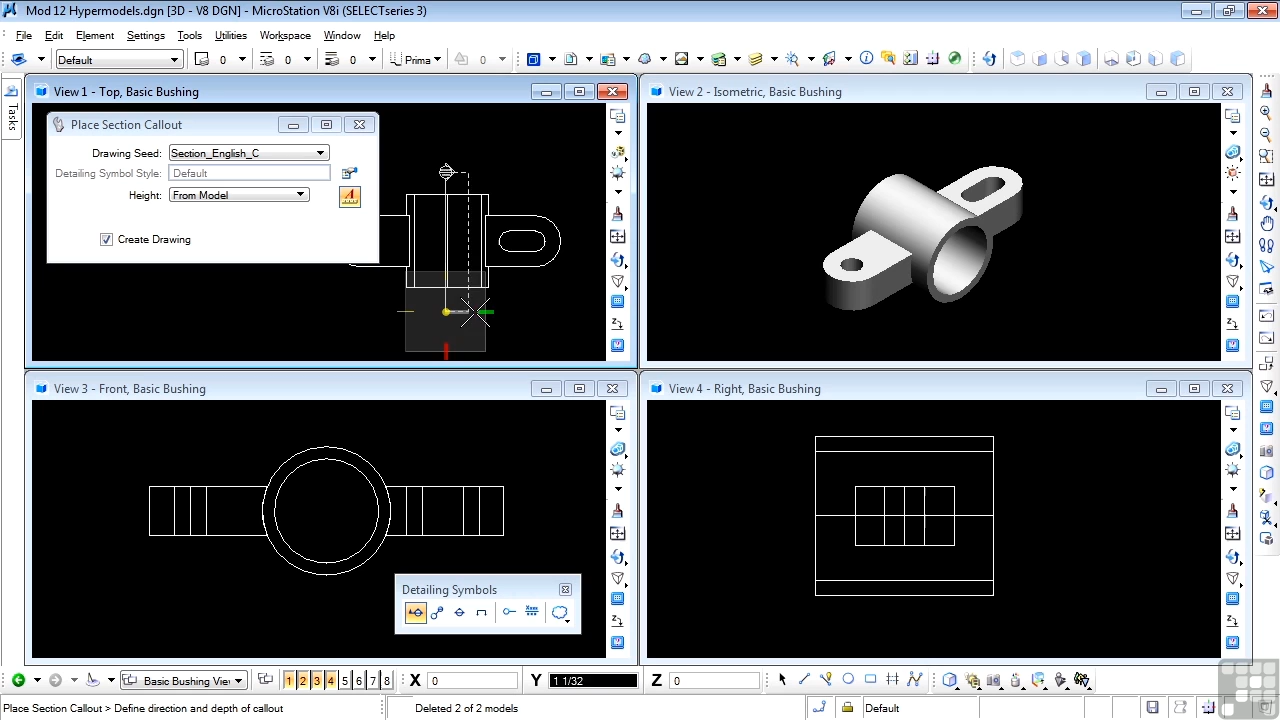 Mod 12 Hypermodels.dgn [3D - V8 DGN] - MicroStation V8i (SELECTseries 3)
File Edit Element Settings Tools Utilities Workspace Window Help
Default 0 0 0 Prima 0
View 1 - Top, Basic Bushing
View 2 - Isometric, Basic Bushing
Tasks
Place Section Callout
Drawing Seed: Section_English_C
Detailing Symbol Style: Default
Height: From Model
Create Drawing
View 3 - Front, Basic Bushing
View 4 - Right, Basic Bushing
Detailing Symbols
Basic Bushing View 1 2 3 4 5 6 7 8 X 0 Y 1 1/32 Z 0
Place Section Callout > Define direction and depth of callout Deleted 2 of 2 models Default